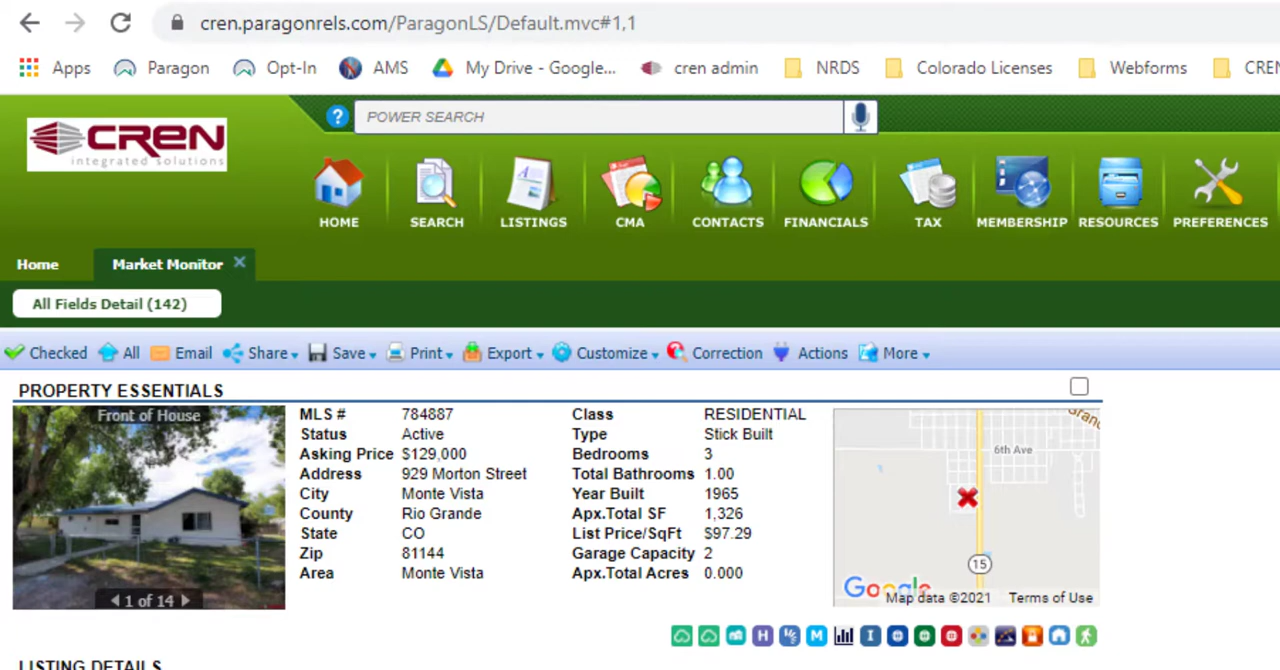 cren.paragonrels.com/ParagonLS/Default.mvc#1,1
Apps Paragon Opt-In AMS My Drive - Google... cren admin NRDS Colorado Licenses Webforms CREN
? POWER SEARCH
CREN
integrated solutions
HOME SEARCH LISTINGS CMA CONTACTS FINANCIALS TAX MEMBERSHIP RESOURCES PREFERENCES
Home Market Monitor
All Fields Detail (142)
Checked All Email Share Save Print Export Customize Correction Actions More
PROPERTY ESSENTIALS
Front of House
1 of 14
MLS # 784887
Status Active
Asking Price $129,000
Address 929 Morton Street
City Monte Vista
County Rio Grande
State CO
Zip 81144
Area Monte Vista
Class RESIDENTIAL
Type Stick Built
Bedrooms 3
Total Bathrooms 1.00
Year Built 1965
Apx.Total SF 1,326
List Price/SqFt $97.29
Garage Capacity 2
Apx.Total Acres 0.000
Grand
6th Ave
15
Google
Map data ©2021 Terms of Use
LISTING DETAILS